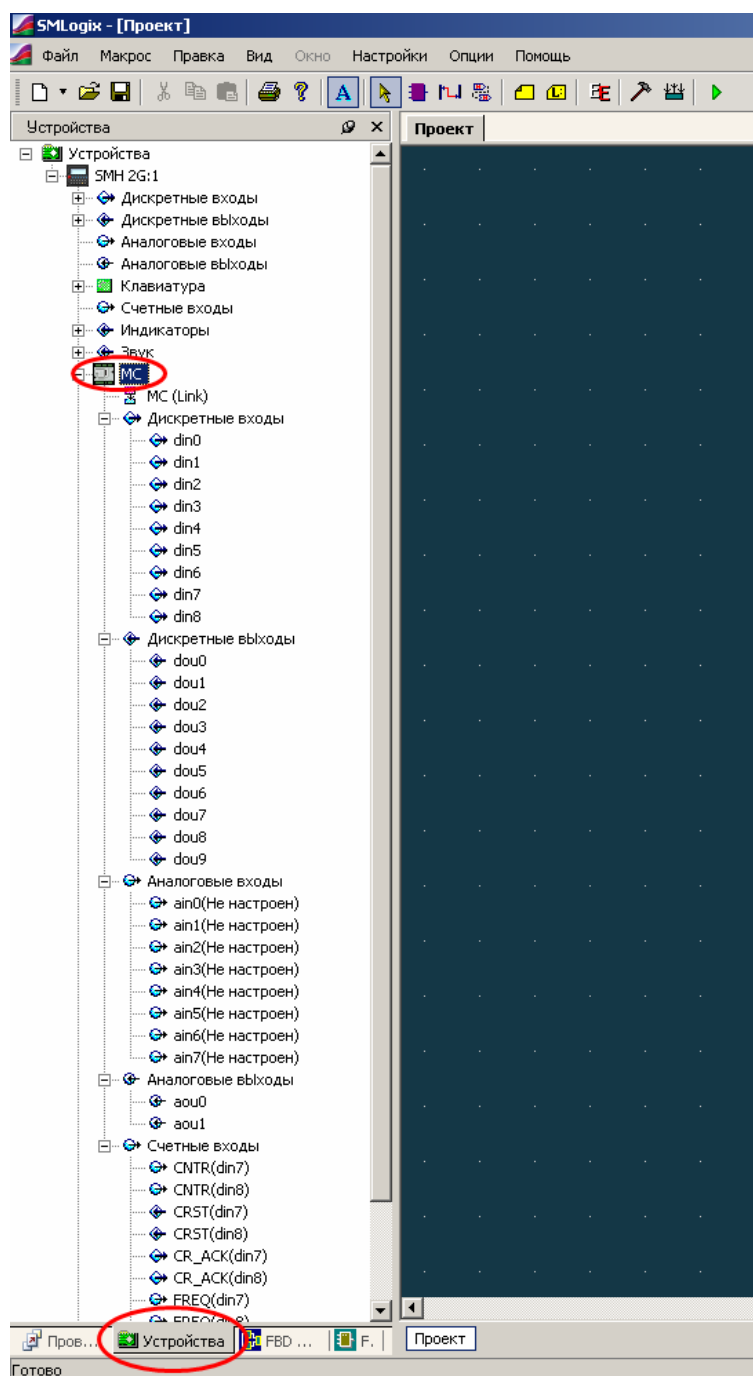 SMLogix - [Проект]
Файл Макрос Правка Вид Окно Настройки Опции Помощь
Устройства
Проект
Устройства
SMH 2G:1
Дискретные входы
Дискретные вЫходы
Аналоговые входы
Аналоговые вЫходы
Клавиатура
Счетные входы
Индикаторы
Звук
MC
MC (Link)
Дискретные входы
din0
din1
din2
din3
din4
din5
din6
din7
din8
Дискретные вЫходы
dou0
dou1
dou2
dou3
dou4
dou5
dou6
dou7
dou8
dou9
Аналоговые входы
ain0(Не настроен)
ain1(Не настроен)
ain2(Не настроен)
ain3(Не настроен)
ain4(Не настроен)
ain5(Не настроен)
ain6(Не настроен)
ain7(Не настроен)
Аналоговые вЫходы
aou0
aou1
Счетные входы
CNTR(din7)
CNTR(din8)
CRST(din7)
CRST(din8)
CR_ACK(din7)
CR_ACK(din8)
FREQ(din7)
FREQ(din8)
Пров... Устройства FBD ... F. Проект
Готово